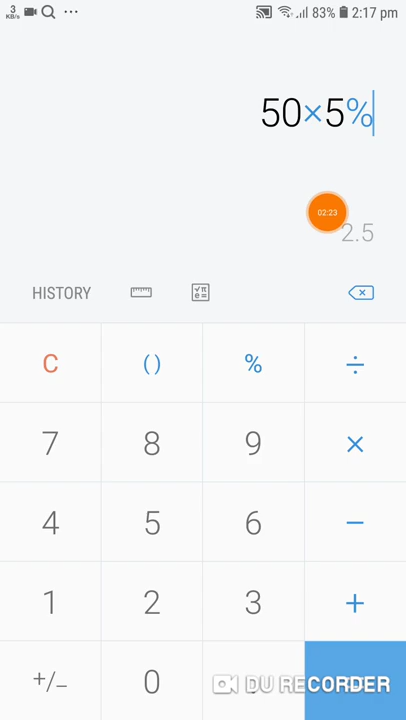 3 KB/s ... 83% 2:17 pm
50×5%
02:23
2.5
HISTORY
√π e=
C ( ) % ÷
7 8 9 ×
4 5 6 −
1 2 3 +
+/− 0
DU RECORDER